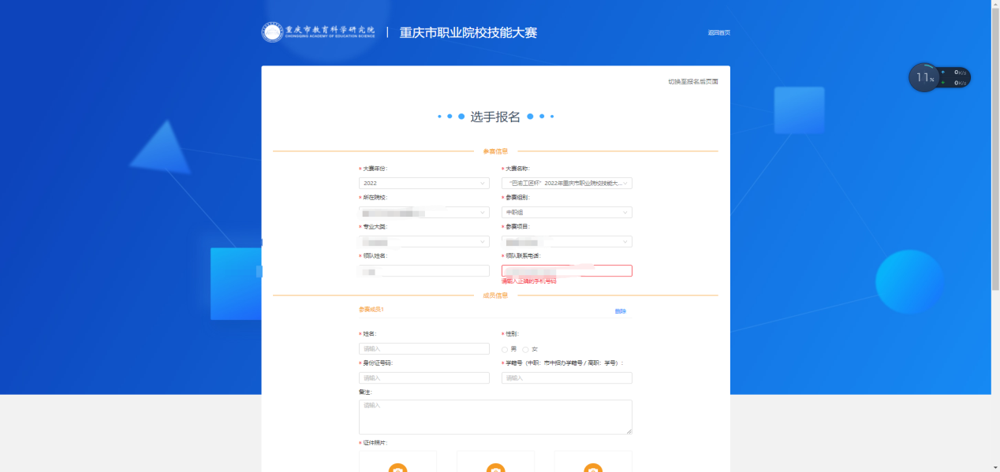 重庆市教育科学研究院
CHONGQING ACADEMY OF EDUCATION SCIENCE
重庆市职业院校技能大赛
返回首页
11%
0K/s
0K/s
切换至报名版页面
选手报名
参赛信息
* 大赛年份: * 大赛名称:
2022 “巴渝工匠杯”2022年重庆市职业院校技能大...
* 所在院校: * 参赛组别:
中职组
* 专业大类: * 参赛项目:
* 领队姓名: * 领队联系电话:
请输入正确的手机号码
成员信息
参赛成员1 删除
* 姓名: * 性别:
请输入 男 女
* 身份证号码: * 学籍号（中职：市中招办学籍号 / 高职：学号）:
请输入 请输入
备注:
请输入
* 证件照片: